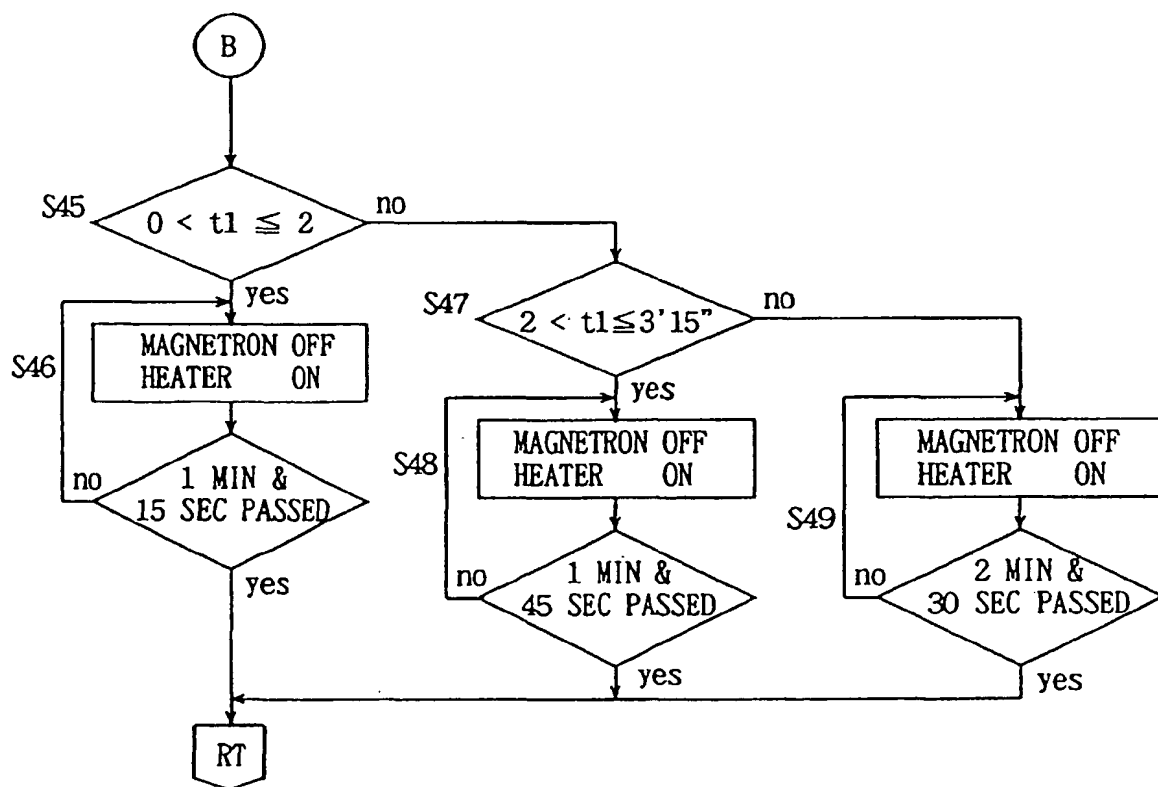 B
S45
0 < t1 ≦ 2
no
yes
S46
MAGNETRON OFF
HEATER ON
no
1 MIN &
15 SEC PASSED
yes
S47
2 < t1≦3'15"
no
yes
S48
MAGNETRON OFF
HEATER ON
no
1 MIN &
45 SEC PASSED
yes
MAGNETRON OFF
HEATER ON
S49
no
2 MIN &
30 SEC PASSED
yes
RT